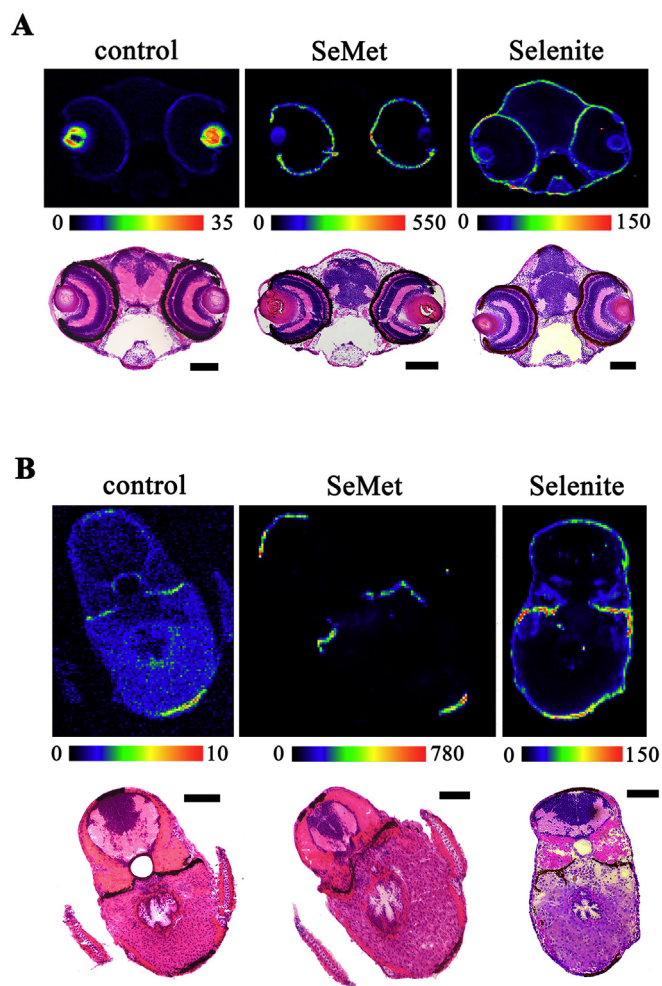 A
control SeMet Selenite
0 35 0 550 0 150
B
control SeMet Selenite
0 10 0 780 0 150